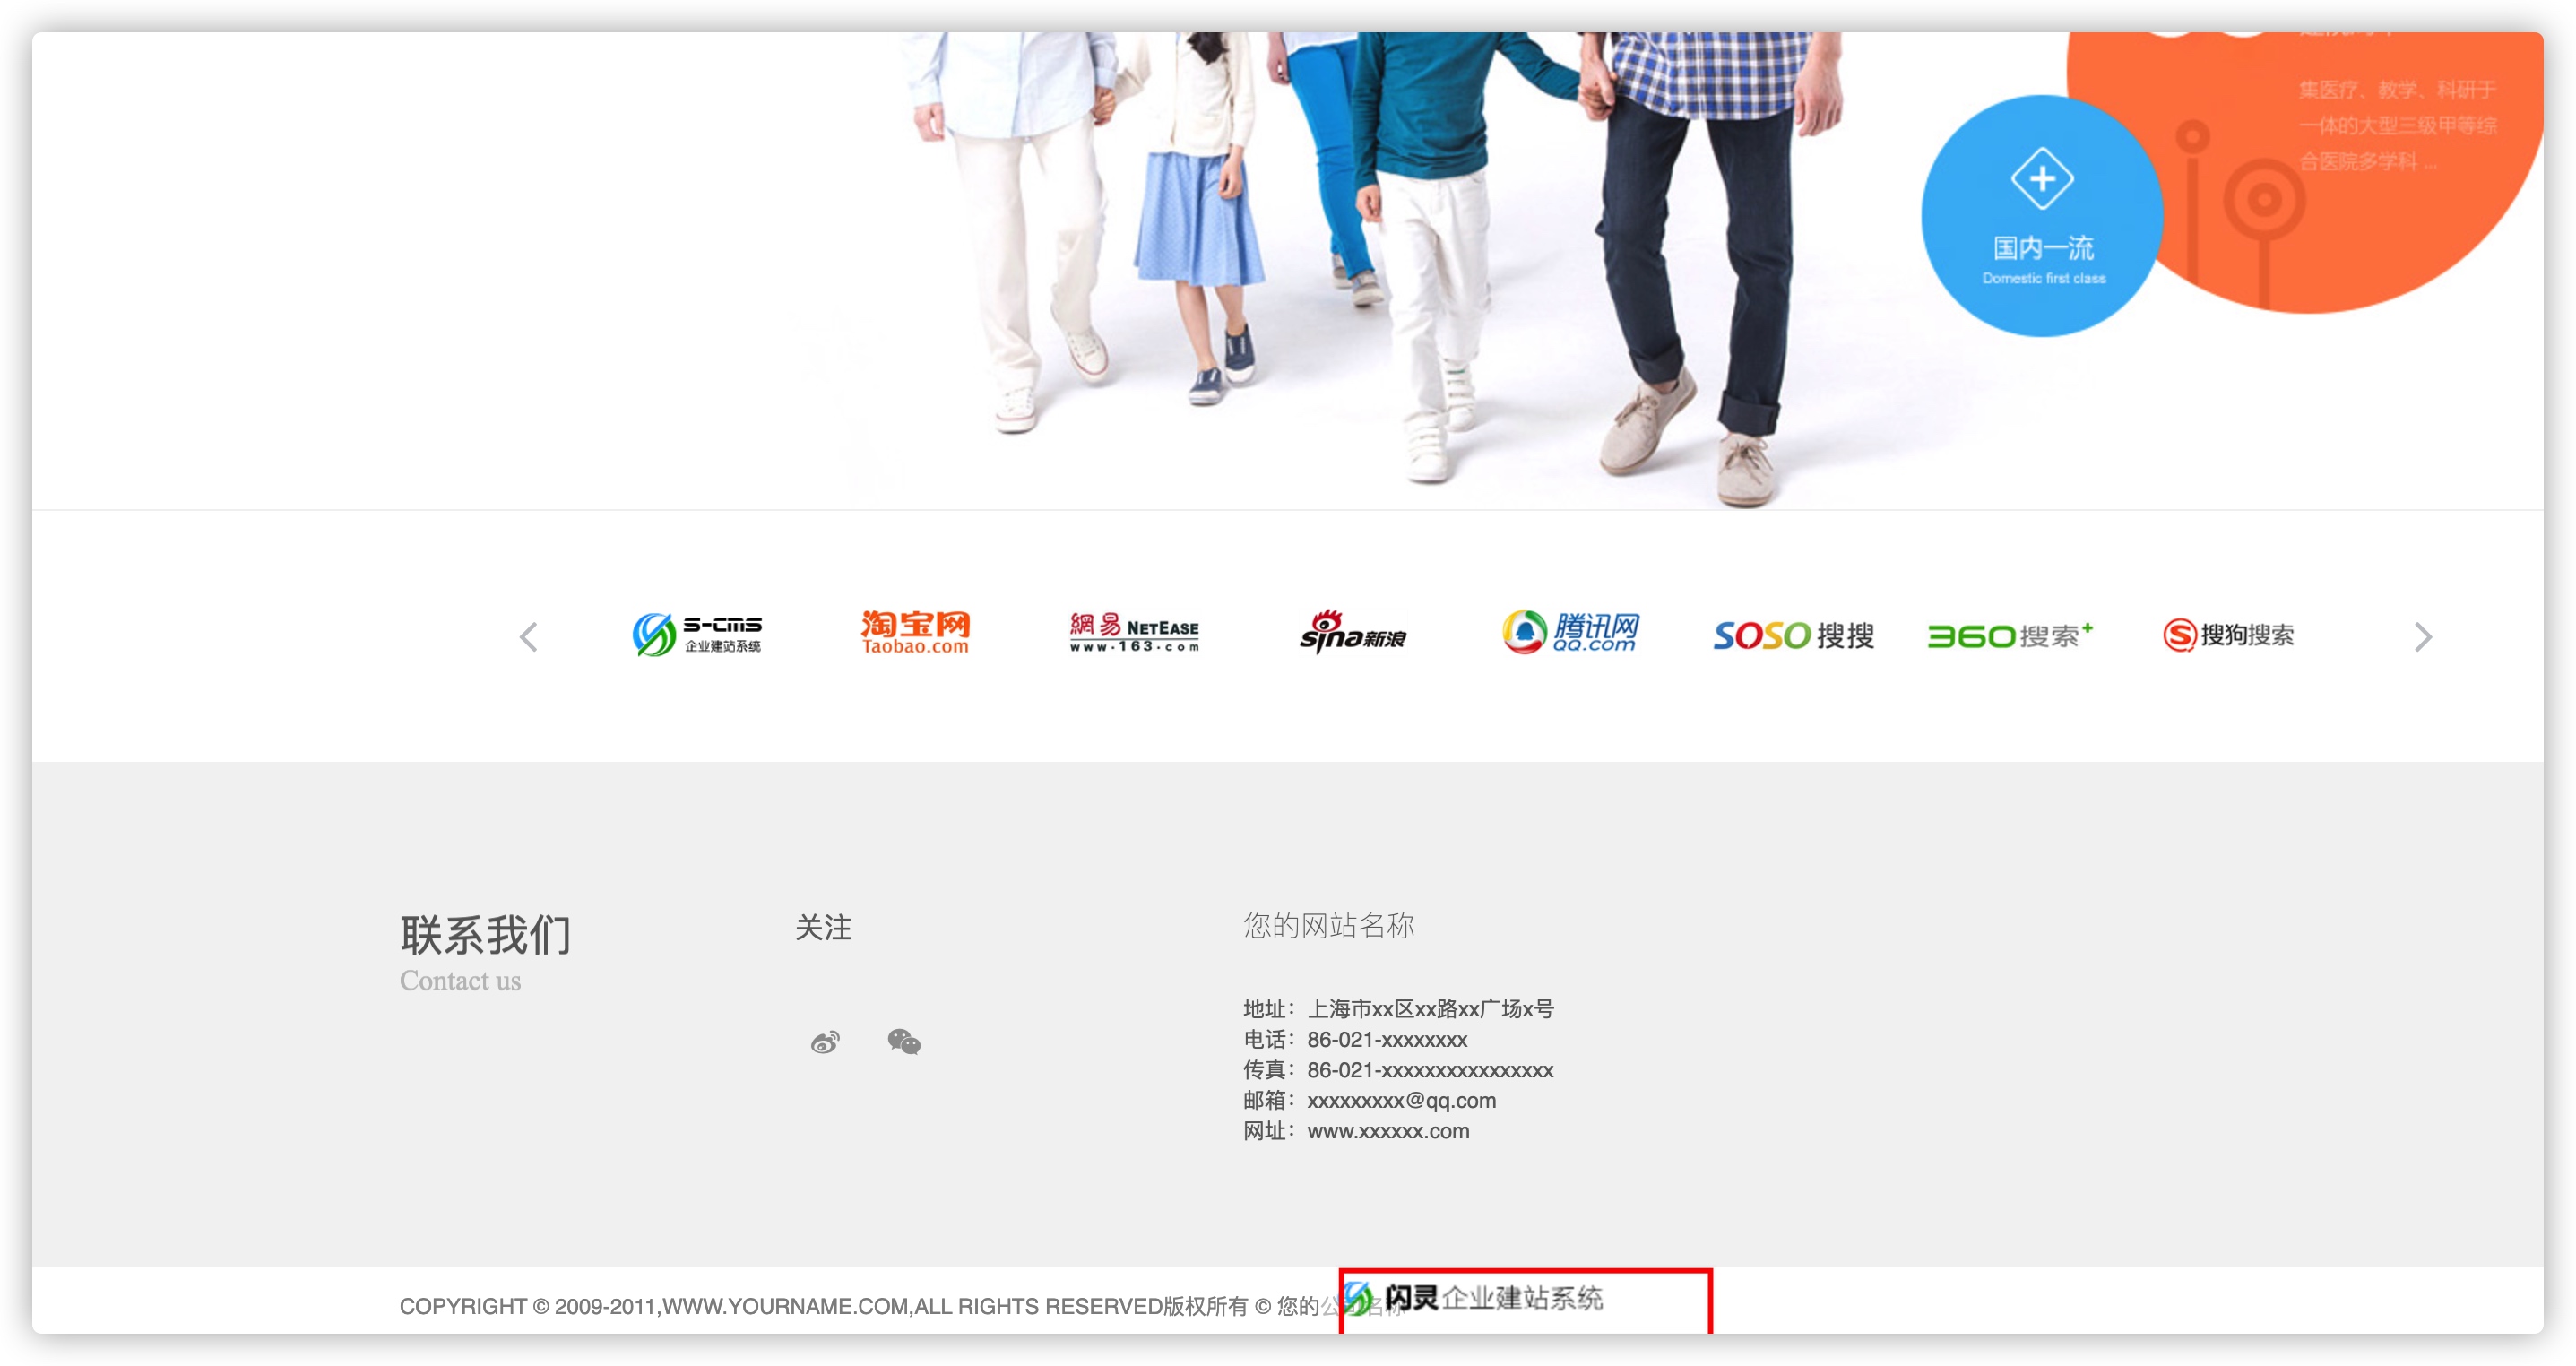 集医疗、教学、科研于
一体的大型三级甲等综
合医院多学科 ...
国内一流
Domestic first class
S-CMS
企业建站系统
淘宝网
Taobao.com
網易 NETEASE
www.163.com
sina新浪
腾讯网
QQ.com
SOSO 搜搜
360搜索+
S 搜狗搜索
联系我们
Contact us
关注
您的网站名称
地址：上海市xx区xx路xx广场x号
电话：86-021-xxxxxxxx
传真：86-021-xxxxxxxxxxxxxxxx
邮箱：xxxxxxxxx@qq.com
网址：www.xxxxxx.com
COPYRIGHT © 2009-2011,WWW.YOURNAME.COM,ALL RIGHTS RESERVED版权所有 © 您的
闪灵企业建站系统